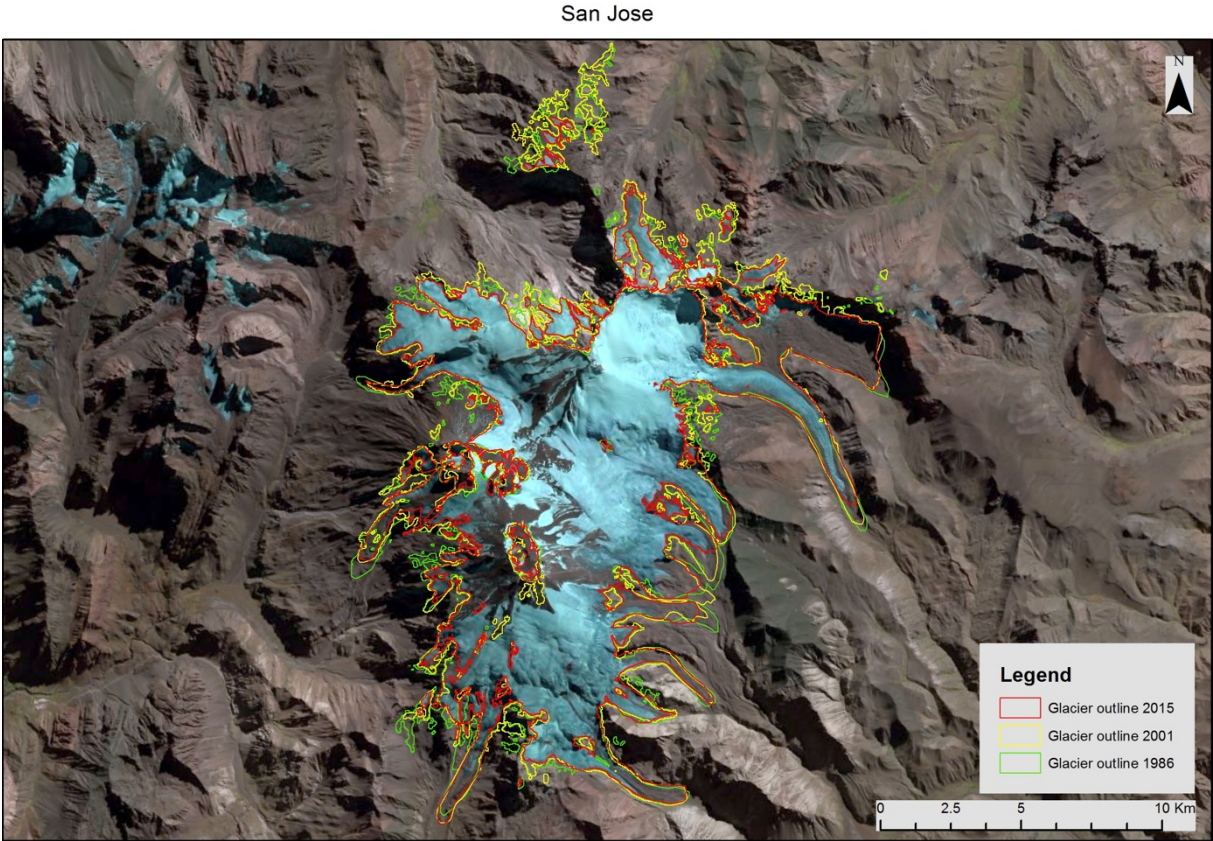 San Jose
N
Legend
Glacier outline 2015
Glacier outline 2001
Glacier outline 1986
0 2.5 5 10 Km